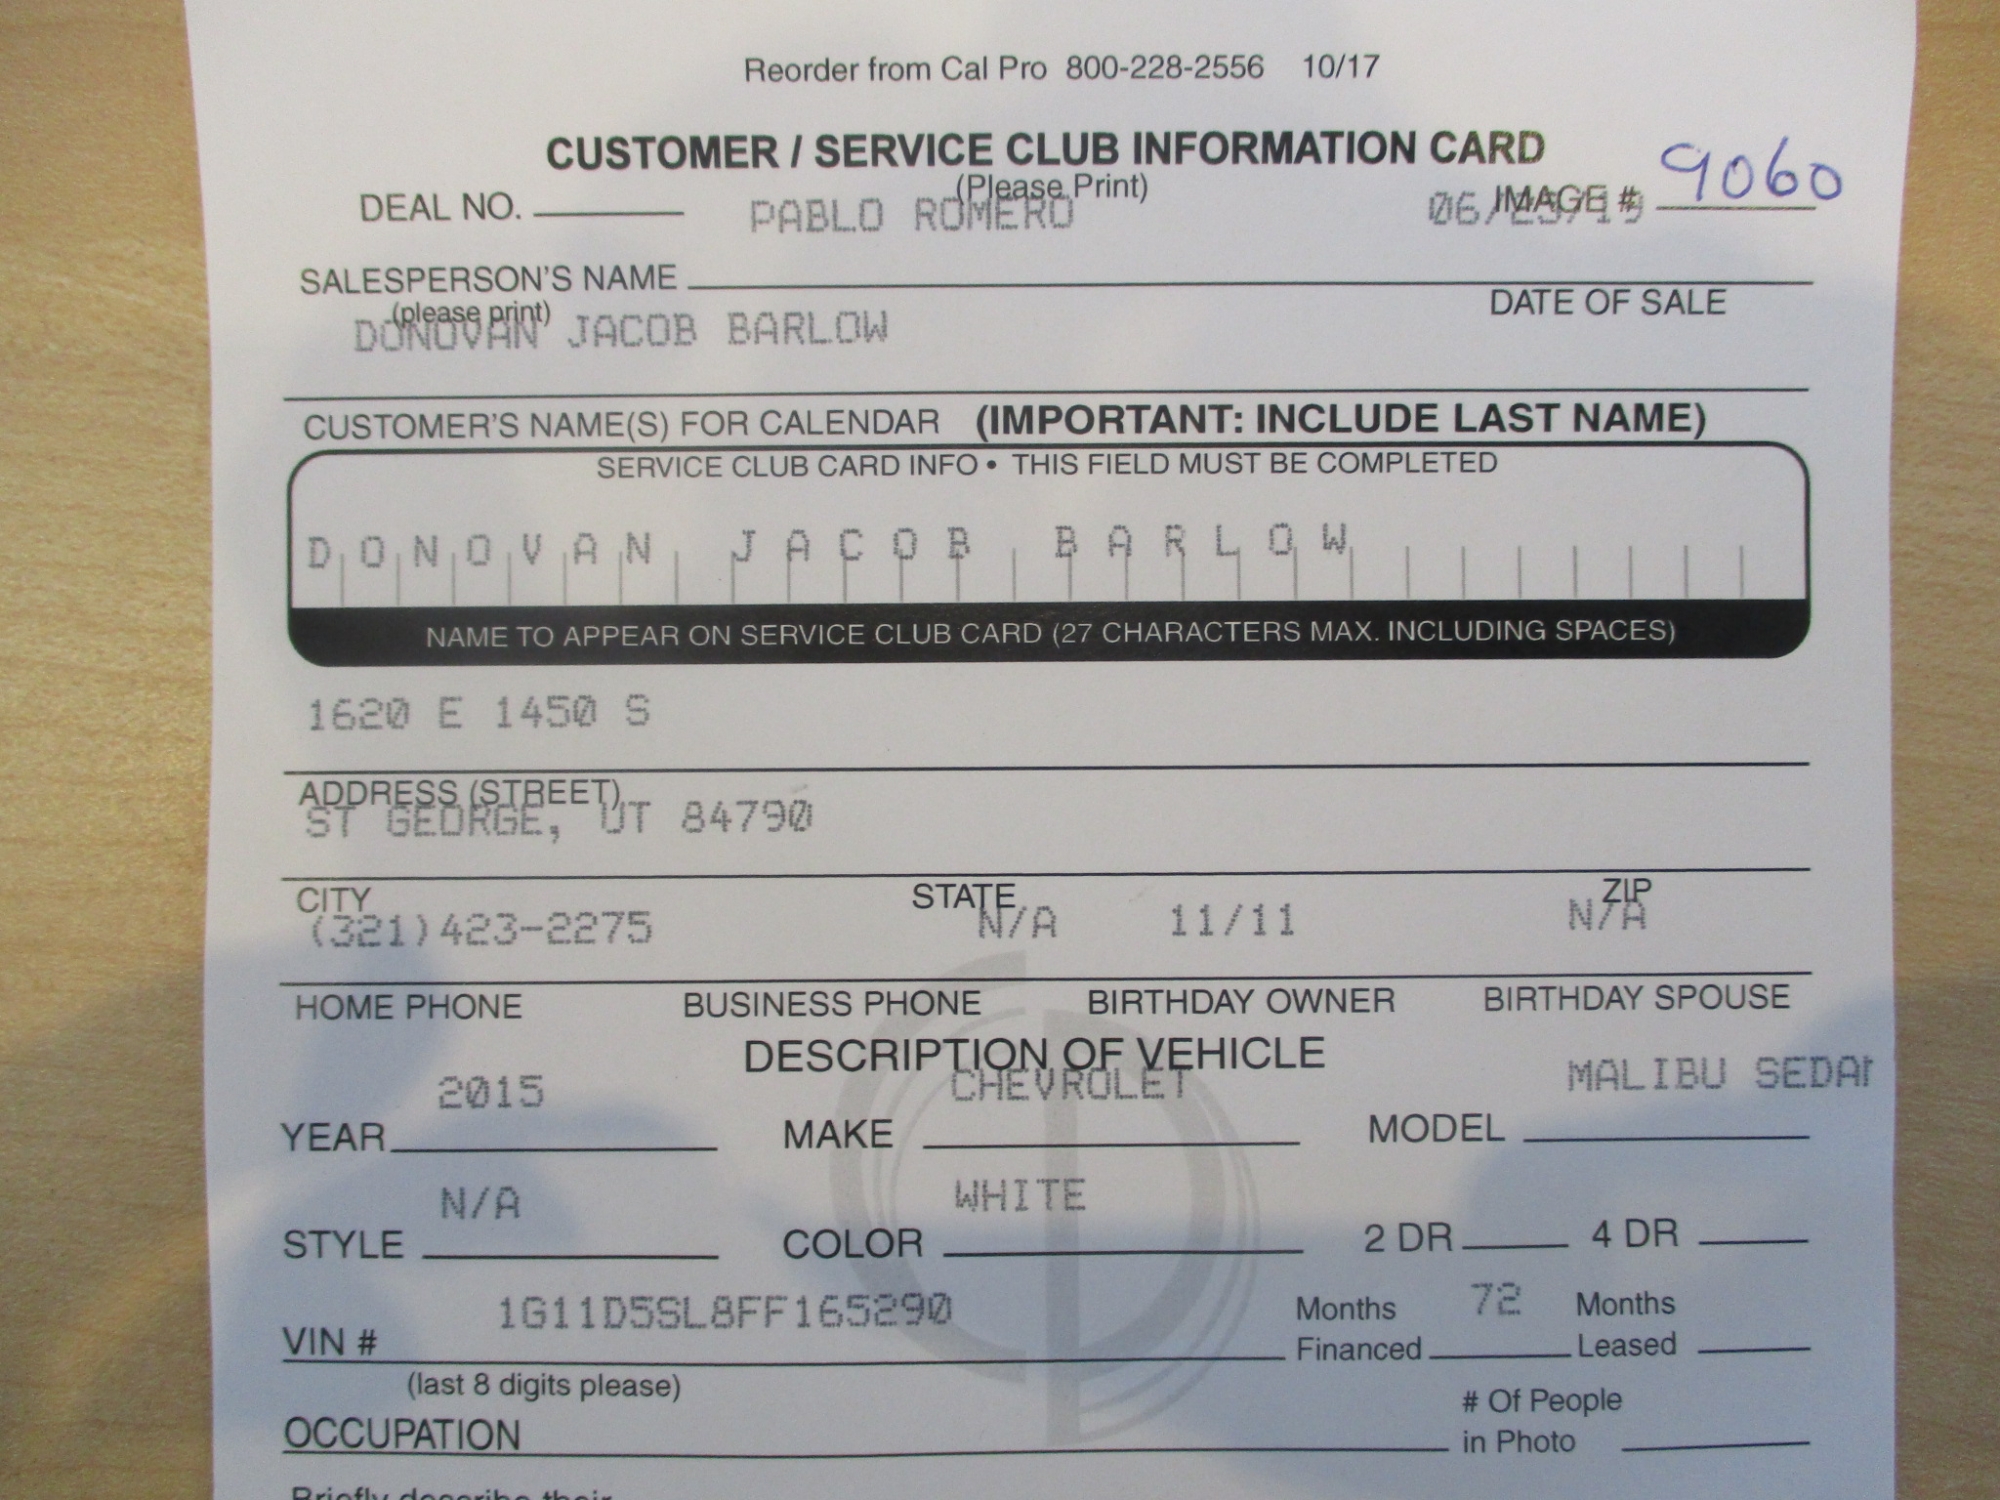 Reorder from Cal Pro 800-228-2556 10/17
CUSTOMER / SERVICE CLUB INFORMATION CARD
(Please Print)
DEAL NO. PABLO ROMERO 06/ /19 IMAGE # 9060
SALESPERSON'S NAME
(please print)
DATE OF SALE
DONOVAN JACOB BARLOW
CUSTOMER'S NAME(S) FOR CALENDAR (IMPORTANT: INCLUDE LAST NAME)
SERVICE CLUB CARD INFO • THIS FIELD MUST BE COMPLETED
DONOVAN JACOB BARLOW
NAME TO APPEAR ON SERVICE CLUB CARD (27 CHARACTERS MAX. INCLUDING SPACES)
1620 E 1450 S
ADDRESS (STREET)
ST GEORGE, UT 84790
CITY STATE ZIP
(321)423-2275 N/A 11/11 N/A
HOME PHONE BUSINESS PHONE BIRTHDAY OWNER BIRTHDAY SPOUSE
DESCRIPTION OF VEHICLE
2015 CHEVROLET MALIBU SEDAN
YEAR MAKE MODEL
N/A WHITE
STYLE COLOR 2 DR 4 DR
1G11D5SL8FF165290 Months 72 Months
VIN # Financed Leased
(last 8 digits please)
# Of People
OCCUPATION in Photo
Briefly describe their